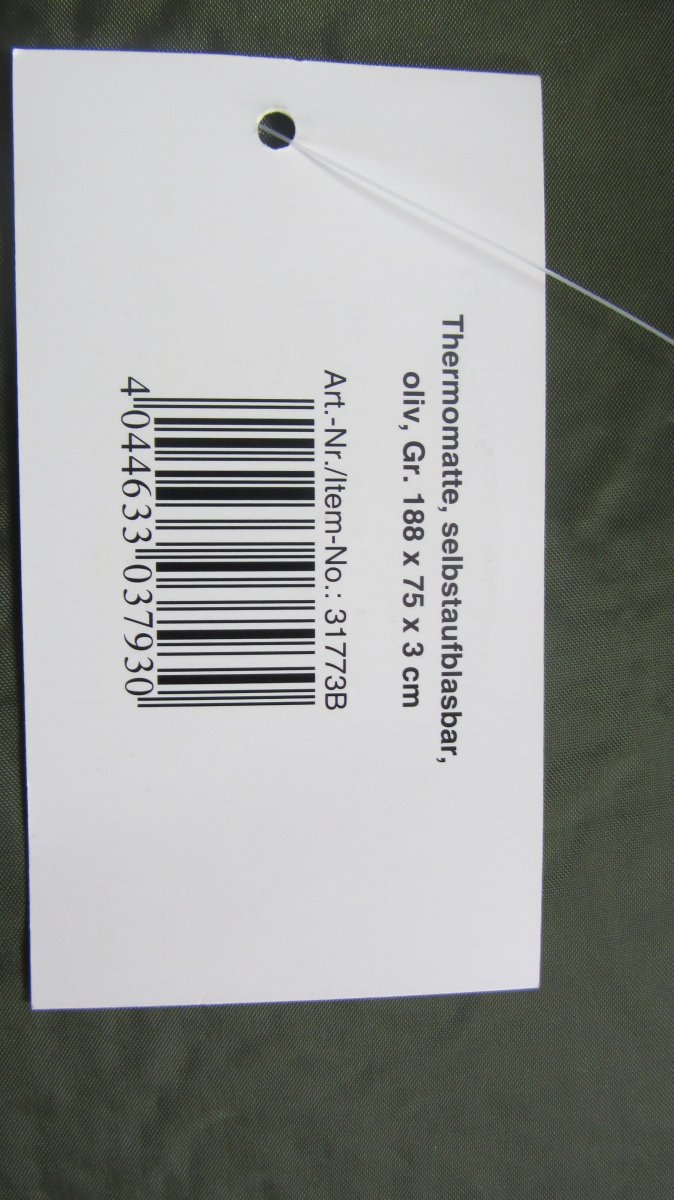 Thermomatte, selbstaufblasbar,
oliv, Gr. 188 x 75 x 3 cm
Art.-Nr./Item-No.: 31773B
4 044633 037930